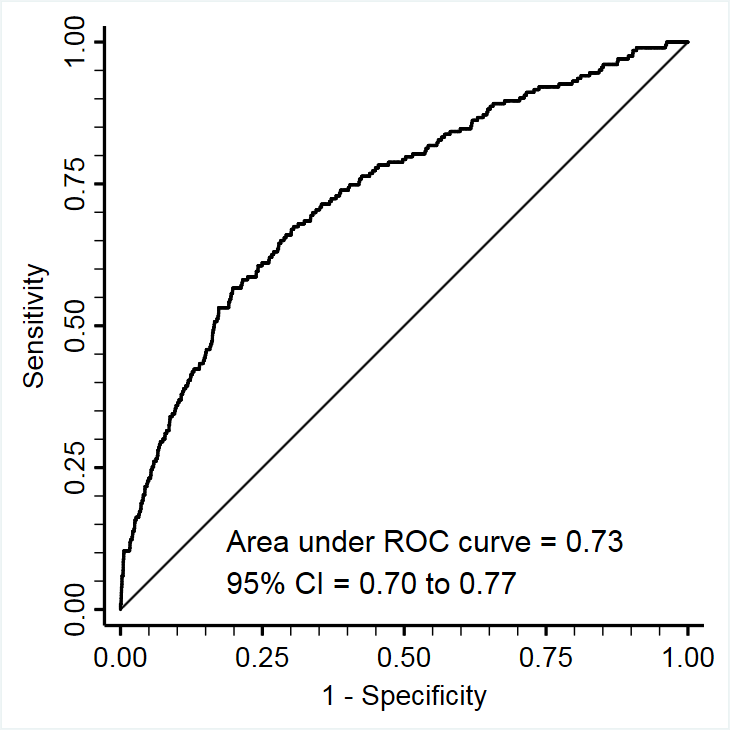 1.00
0.75
0.50
0.25
0.00
Sensitivity
Area under ROC curve = 0.73
95% CI = 0.70 to 0.77
0.00 0.25 0.50 0.75 1.00
1 - Specificity